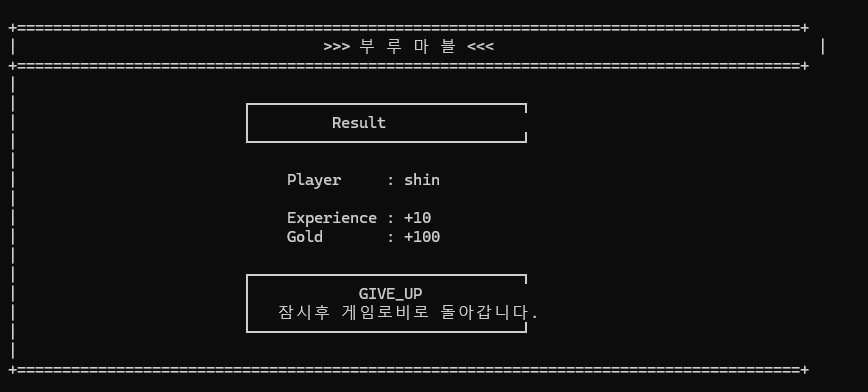 >>> 부 루 마 블 <<<
Result
Player : shin
Experience : +10
Gold : +100
GIVE_UP
잠시후 게임로비로 돌아갑니다.